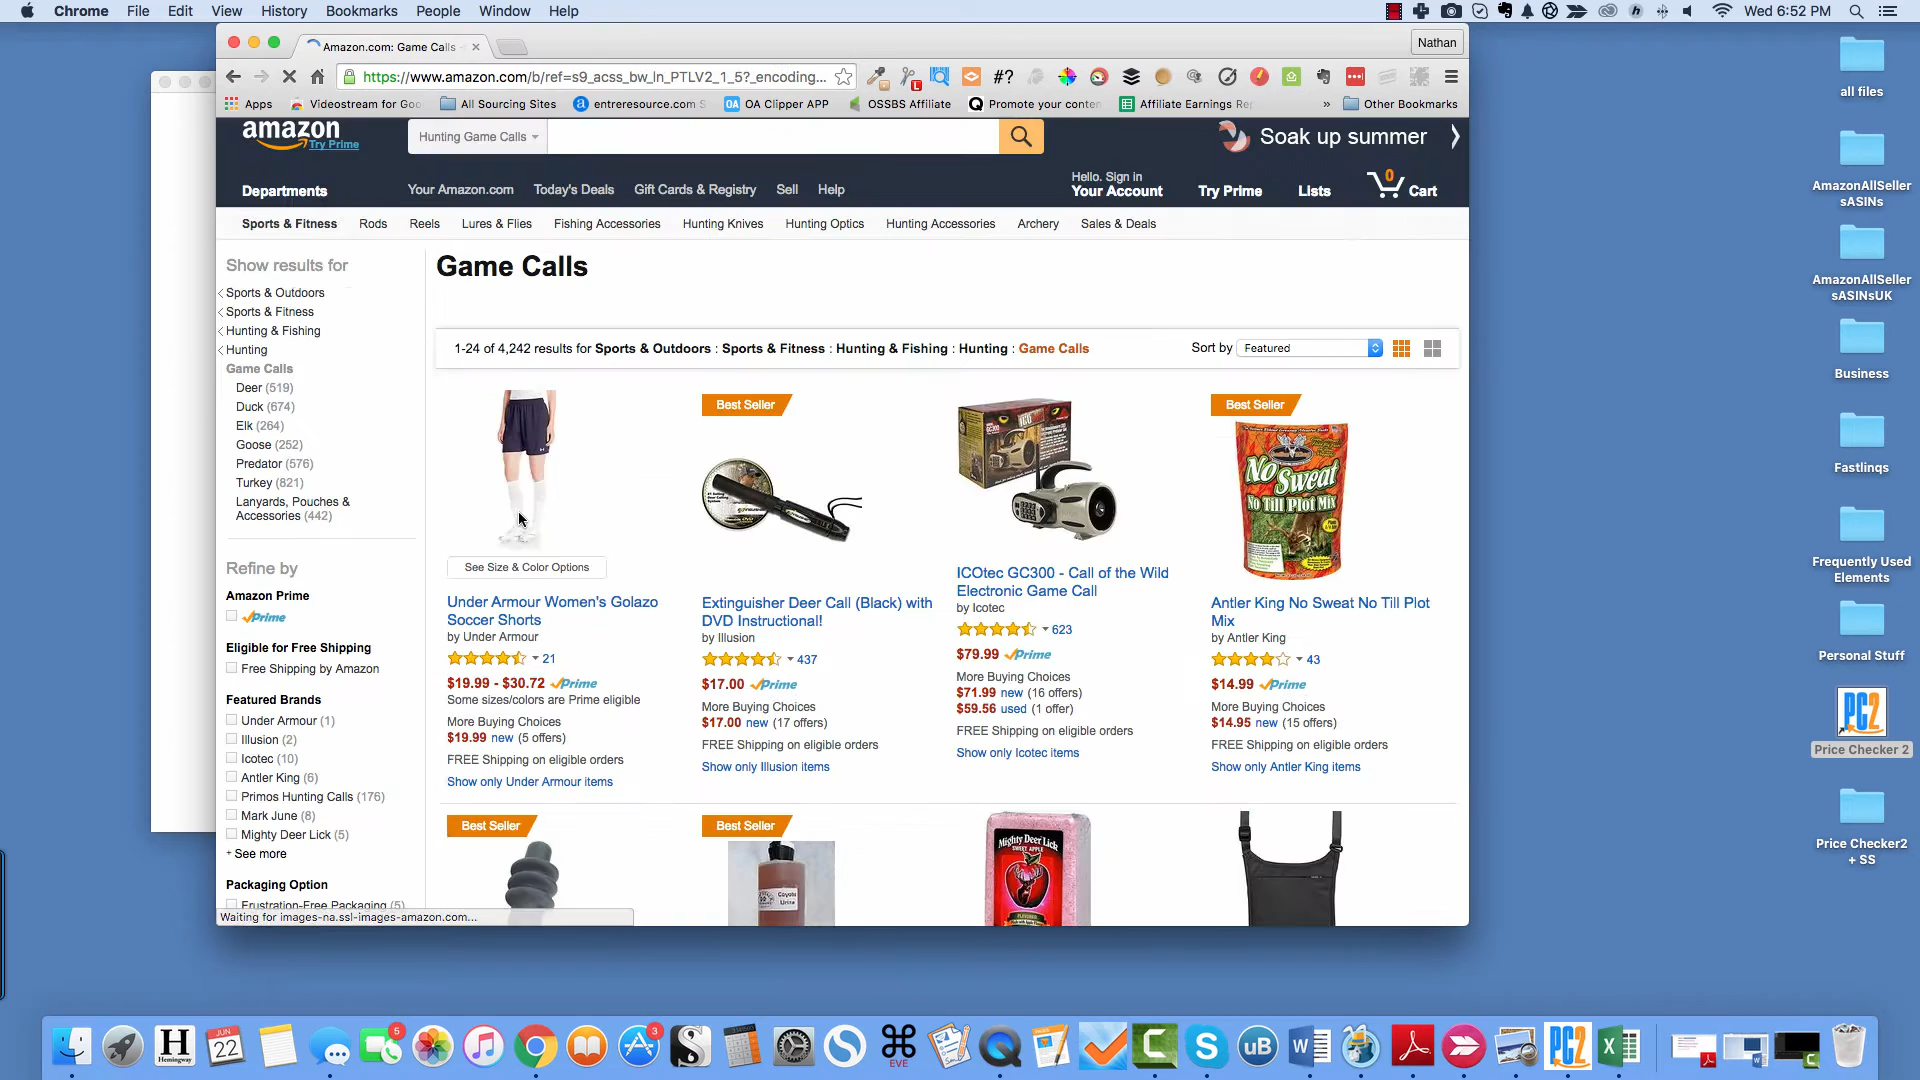 Chrome File Edit View History Bookmarks People Window Help
Wed 6:52 PM
Amazon.com: Game Calls
Nathan
https://www.amazon.com/b/ref=s9_acss_bw_ln_PTLV2_1_5?_encoding...
#?
Apps Videostream for Goo All Sourcing Sites entreresource.com S OA Clipper APP OSSBS Affiliate Promote your conten Affiliate Earnings Re » Other Bookmarks
amazon
Try Prime
Hunting Game Calls
Soak up summer
Departments
Your Amazon.com Today's Deals Gift Cards & Registry Sell Help
Hello. Sign in
Your Account
Try Prime
Lists
0
Cart
Sports & Fitness Rods Reels Lures & Flies Fishing Accessories Hunting Knives Hunting Optics Hunting Accessories Archery Sales & Deals
Show results for
Sports & Outdoors
Sports & Fitness
Hunting & Fishing
Hunting
Game Calls
Deer (519)
Duck (674)
Elk (264)
Goose (252)
Predator (576)
Turkey (821)
Lanyards, Pouches &
Accessories (442)
Refine by
Amazon Prime
Prime
Eligible for Free Shipping
Free Shipping by Amazon
Featured Brands
Under Armour (1)
Illusion (2)
Icotec (10)
Antler King (6)
Primos Hunting Calls (176)
Mark June (8)
Mighty Deer Lick (5)
+ See more
Packaging Option
Frustration-Free Packaging (5)
Waiting for images-na.ssl-images-amazon.com...
Game Calls
1-24 of 4,242 results for Sports & Outdoors : Sports & Fitness : Hunting & Fishing : Hunting : Game Calls
Sort by Featured
See Size & Color Options
Under Armour Women's Golazo
Soccer Shorts
by Under Armour
21
$19.99 - $30.72 Prime
Some sizes/colors are Prime eligible
More Buying Choices
$19.99 new (5 offers)
FREE Shipping on eligible orders
Show only Under Armour items
Best Seller
Extinguisher Deer Call (Black) with
DVD Instructional!
by Illusion
437
$17.00 Prime
More Buying Choices
$17.00 new (17 offers)
FREE Shipping on eligible orders
Show only Illusion items
ICOtec GC300 - Call of the Wild
Electronic Game Call
by Icotec
623
$79.99 Prime
More Buying Choices
$71.99 new (16 offers)
$59.56 used (1 offer)
FREE Shipping on eligible orders
Show only Icotec items
Best Seller
No Sweat
No Till Plot Mix
Antler King No Sweat No Till Plot
Mix
by Antler King
43
$14.99 Prime
More Buying Choices
$14.95 new (15 offers)
FREE Shipping on eligible orders
Show only Antler King items
Best Seller
Best Seller
Coyote
Urine
Mighty Deer Lick
SWEET APPLE
all files
AmazonAllSeller
sASINs
AmazonAllSeller
sASINsUK
Business
Fastlinqs
Frequently Used
Elements
Personal Stuff
PC2
Price Checker 2
Price Checker2
+ SS
H
Hemingway
JUN
22
5
3
EVE
uB
PC2